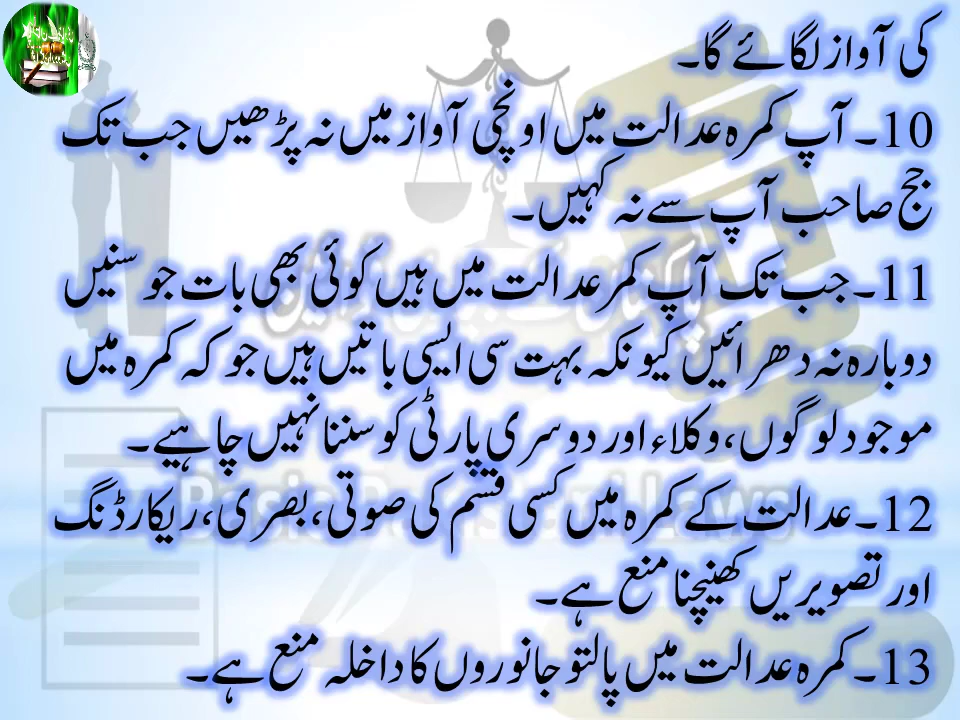 کی آواز لگائے گا۔
10۔ آپ کمرہ عدالت میں اونچی آواز میں نہ پڑھیں جب تک
جج صاحب آپ سے نہ کہیں۔
11۔ جب تک آپ کمر عدالت میں ہیں کوئی بھی بات جو سنیں
دوبارہ نہ دھرائیں کیونکہ بہت سی ایسی باتیں ہیں جو کہ کمرہ میں
موجود لوگوں، وکلاء اور دوسری پارٹی کو سننا نہیں چاہیے۔
12۔ عدالت کے کمرہ میں کسی قسم کی صوتی، بصری، ریکارڈنگ
اور تصویریں کھنیچنا منع ہے۔
13۔ کمرہ عدالت میں پالتو جانوروں کا داخلہ منع ہے۔